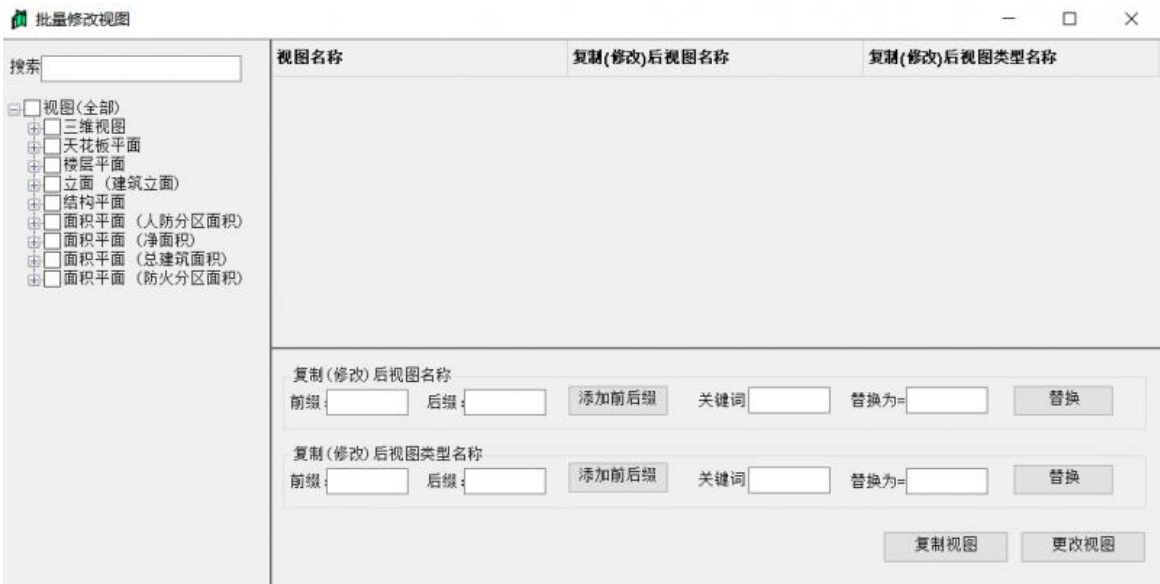 批量修改视图
搜索
视图(全部)
三维视图
天花板平面
楼层平面
立面 (建筑立面)
结构平面
面积平面 (人防分区面积)
面积平面 (净面积)
面积平面 (总建筑面积)
面积平面 (防火分区面积)
视图名称 复制(修改)后视图名称 复制(修改)后视图类型名称
复制(修改)后视图名称
前缀: 后缀: 添加前后缀 关键词 替换为= 替换
复制(修改)后视图类型名称
前缀: 后缀: 添加前后缀 关键词 替换为= 替换
复制视图 更改视图